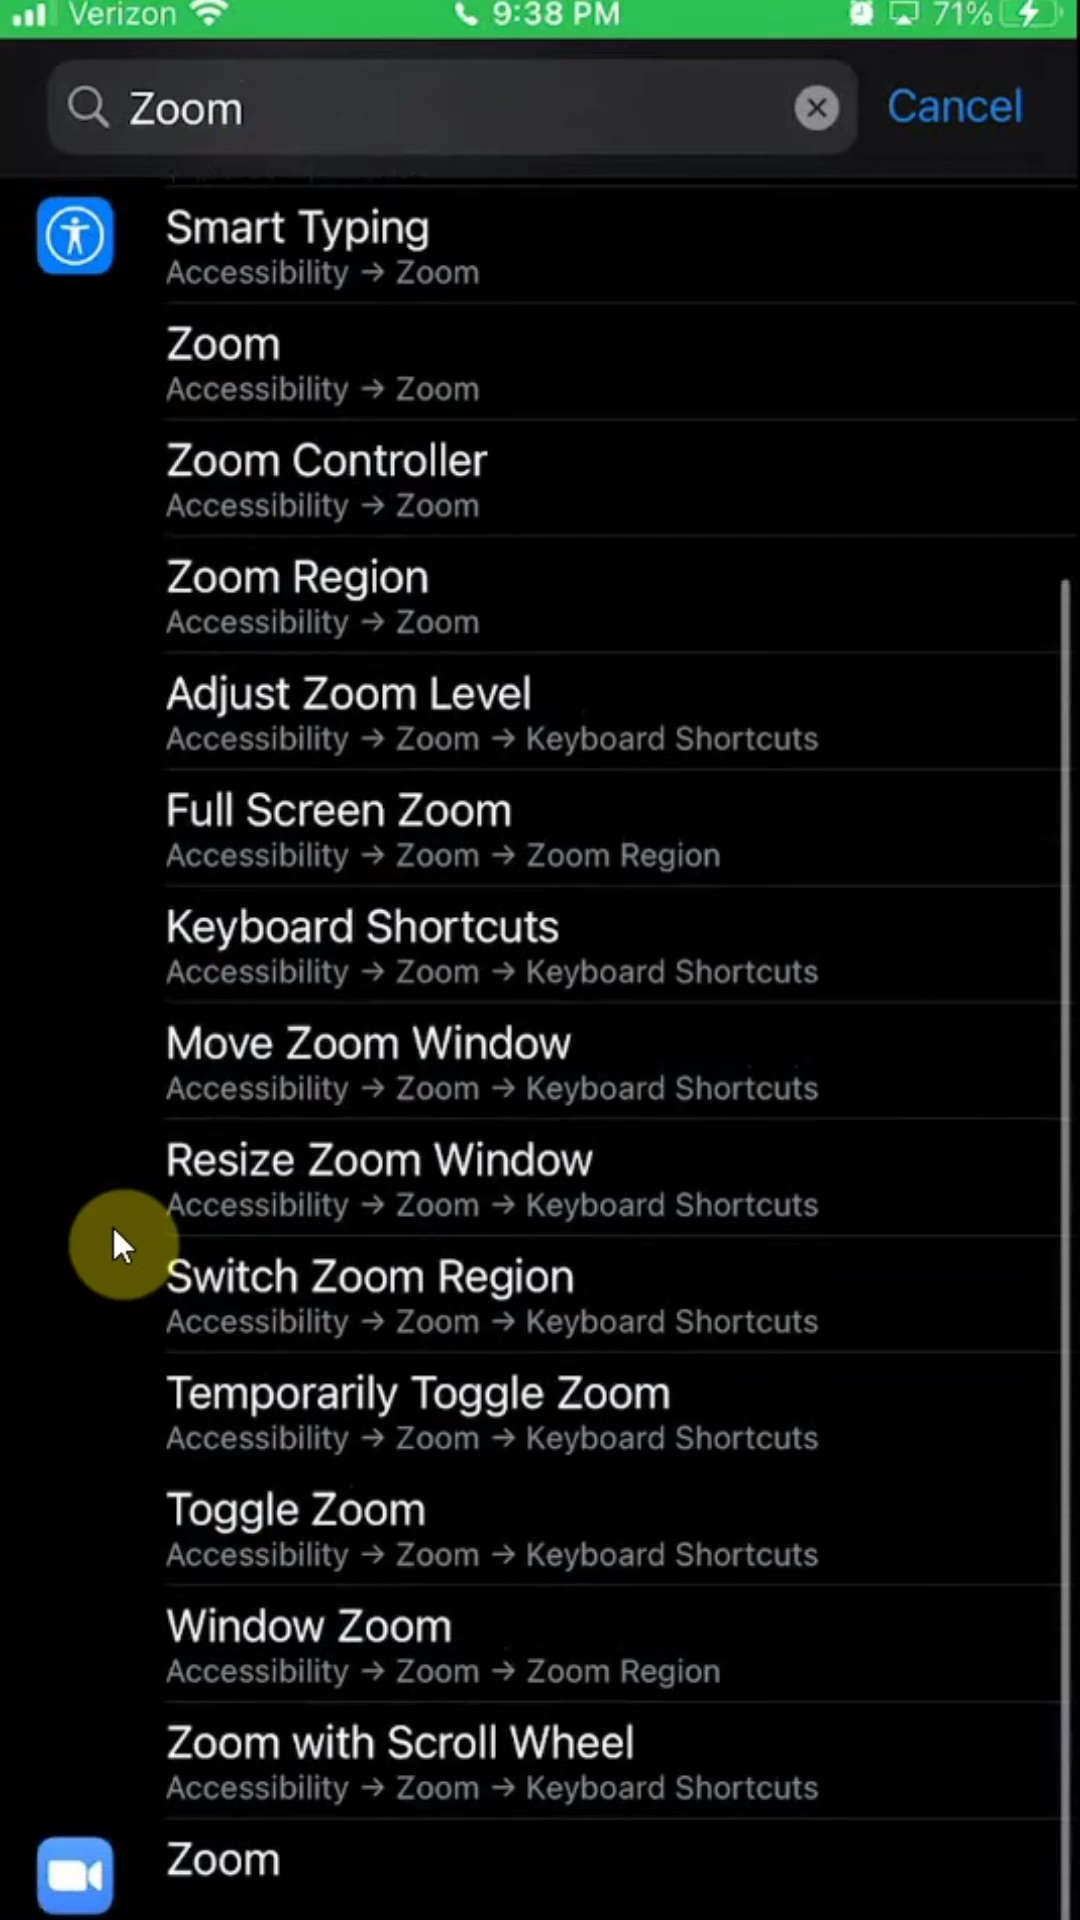 Verizon 9:38 PM 71%
Zoom Cancel
Smart Typing
Accessibility → Zoom
Zoom
Accessibility → Zoom
Zoom Controller
Accessibility → Zoom
Zoom Region
Accessibility → Zoom
Adjust Zoom Level
Accessibility → Zoom → Keyboard Shortcuts
Full Screen Zoom
Accessibility → Zoom → Zoom Region
Keyboard Shortcuts
Accessibility → Zoom → Keyboard Shortcuts
Move Zoom Window
Accessibility → Zoom → Keyboard Shortcuts
Resize Zoom Window
Accessibility → Zoom → Keyboard Shortcuts
Switch Zoom Region
Accessibility → Zoom → Keyboard Shortcuts
Temporarily Toggle Zoom
Accessibility → Zoom → Keyboard Shortcuts
Toggle Zoom
Accessibility → Zoom → Keyboard Shortcuts
Window Zoom
Accessibility → Zoom → Zoom Region
Zoom with Scroll Wheel
Accessibility → Zoom → Keyboard Shortcuts
Zoom